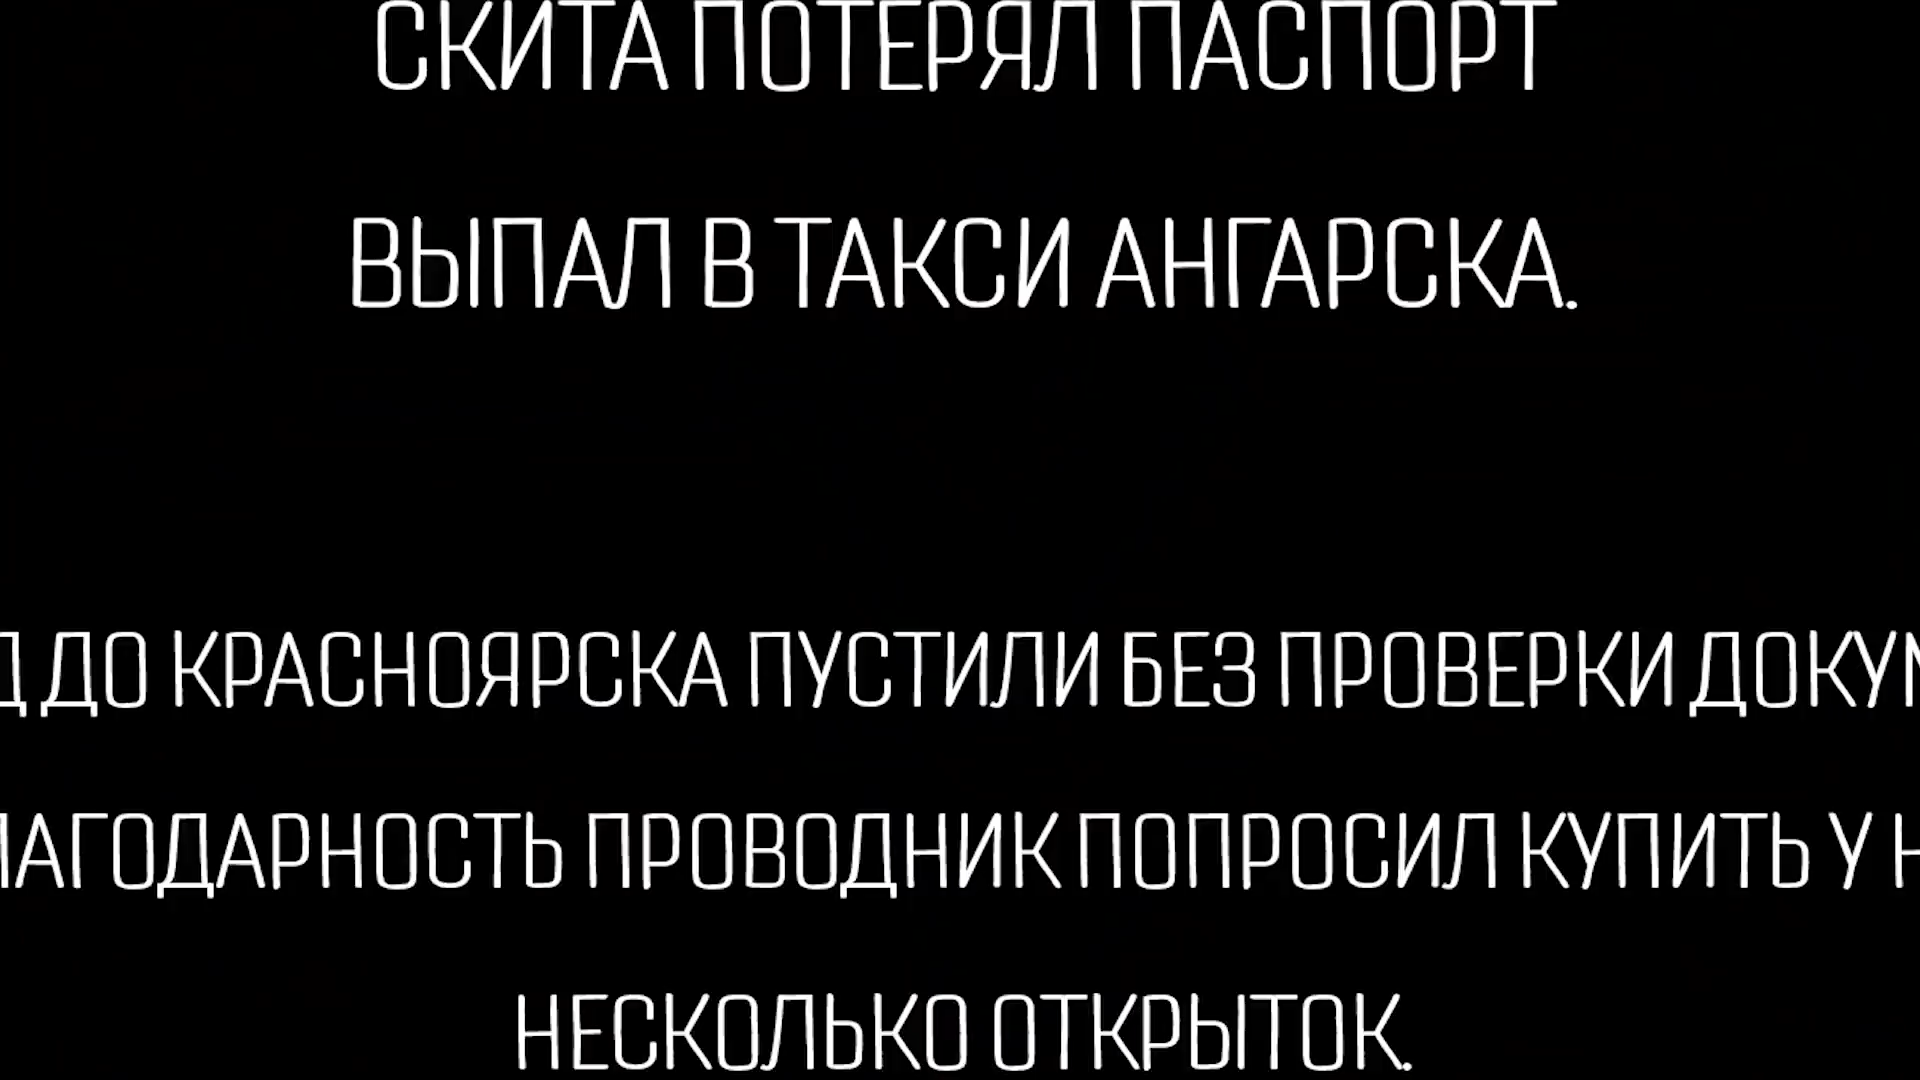 СКИТА ПОТЕРЯЛ ПАСПОРТ
ВЫПАЛ В ТАКСИ АНГАРСКА.
ДО КРАСНОЯРСКА ПУСТИЛИ БЕЗ ПРОВЕРКИ
ПРОВОДНИК ПОПРОСИЛ КУПИТЬ У
НЕСКОЛЬКО ОТКРЫТОК.